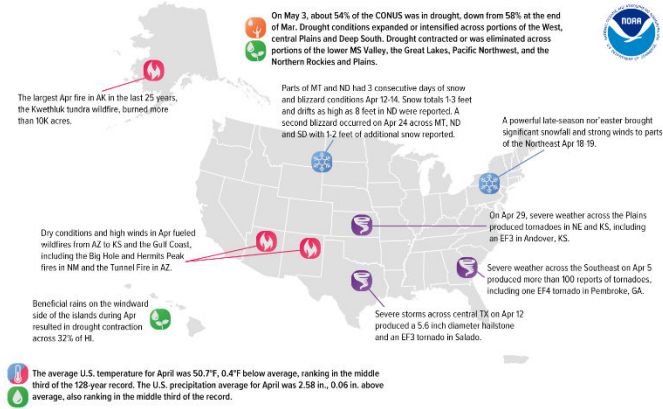 On May 3, about 54% of the CONUS was in drought, down from 58% at the end
of Mar. Drought conditions expanded or intensified across portions of the West,
central Plains and Deep South. Drought contracted or was eliminated across
portions of the lower MS Valley, the Great Lakes, Pacific Northwest, and the
Northern Rockies and Plains.
NOAA
The largest Apr fire in AK in the last 25 years,
the Kwethluk tundra wildfire, burned more
than 10K acres.
Parts of MT and ND had 3 consecutive days of snow
and blizzard conditions Apr 12-14. Snow totals 1-3 feet
and drifts as high as 8 feet in ND were reported. A
second blizzard occurred on Apr 24 across MT, ND
and SD with 1-2 feet of additional snow reported.
A powerful late-season nor'easter brought
significant snowfall and strong winds to parts
of the Northeast Apr 18-19.
On Apr 29, severe weather across the Plains
produced tornadoes in NE and KS, including
an EF3 in Andover, KS.
Dry conditions and high winds in Apr fueled
wildfires from AZ to KS and the Gulf Coast,
including the Big Hole and Hermits Peak
fires in NM and the Tunnel Fire in AZ.
Severe weather across the Southeast on Apr 5
produced more than 100 reports of tornadoes,
including one EF4 tornado in Pembroke, GA.
Beneficial rains on the windward
side of the islands during Apr
resulted in drought contraction
across 32% of HI.
Severe storms across central TX on Apr 12
produced a 5.6 inch diameter hailstone
and an EF3 tornado in Salado.
The average U.S. temperature for April was 50.7°F, 0.4°F below average, ranking in the middle
third of the 128-year record. The U.S. precipitation average for April was 2.58 in., 0.06 in. above
average, also ranking in the middle third of the record.